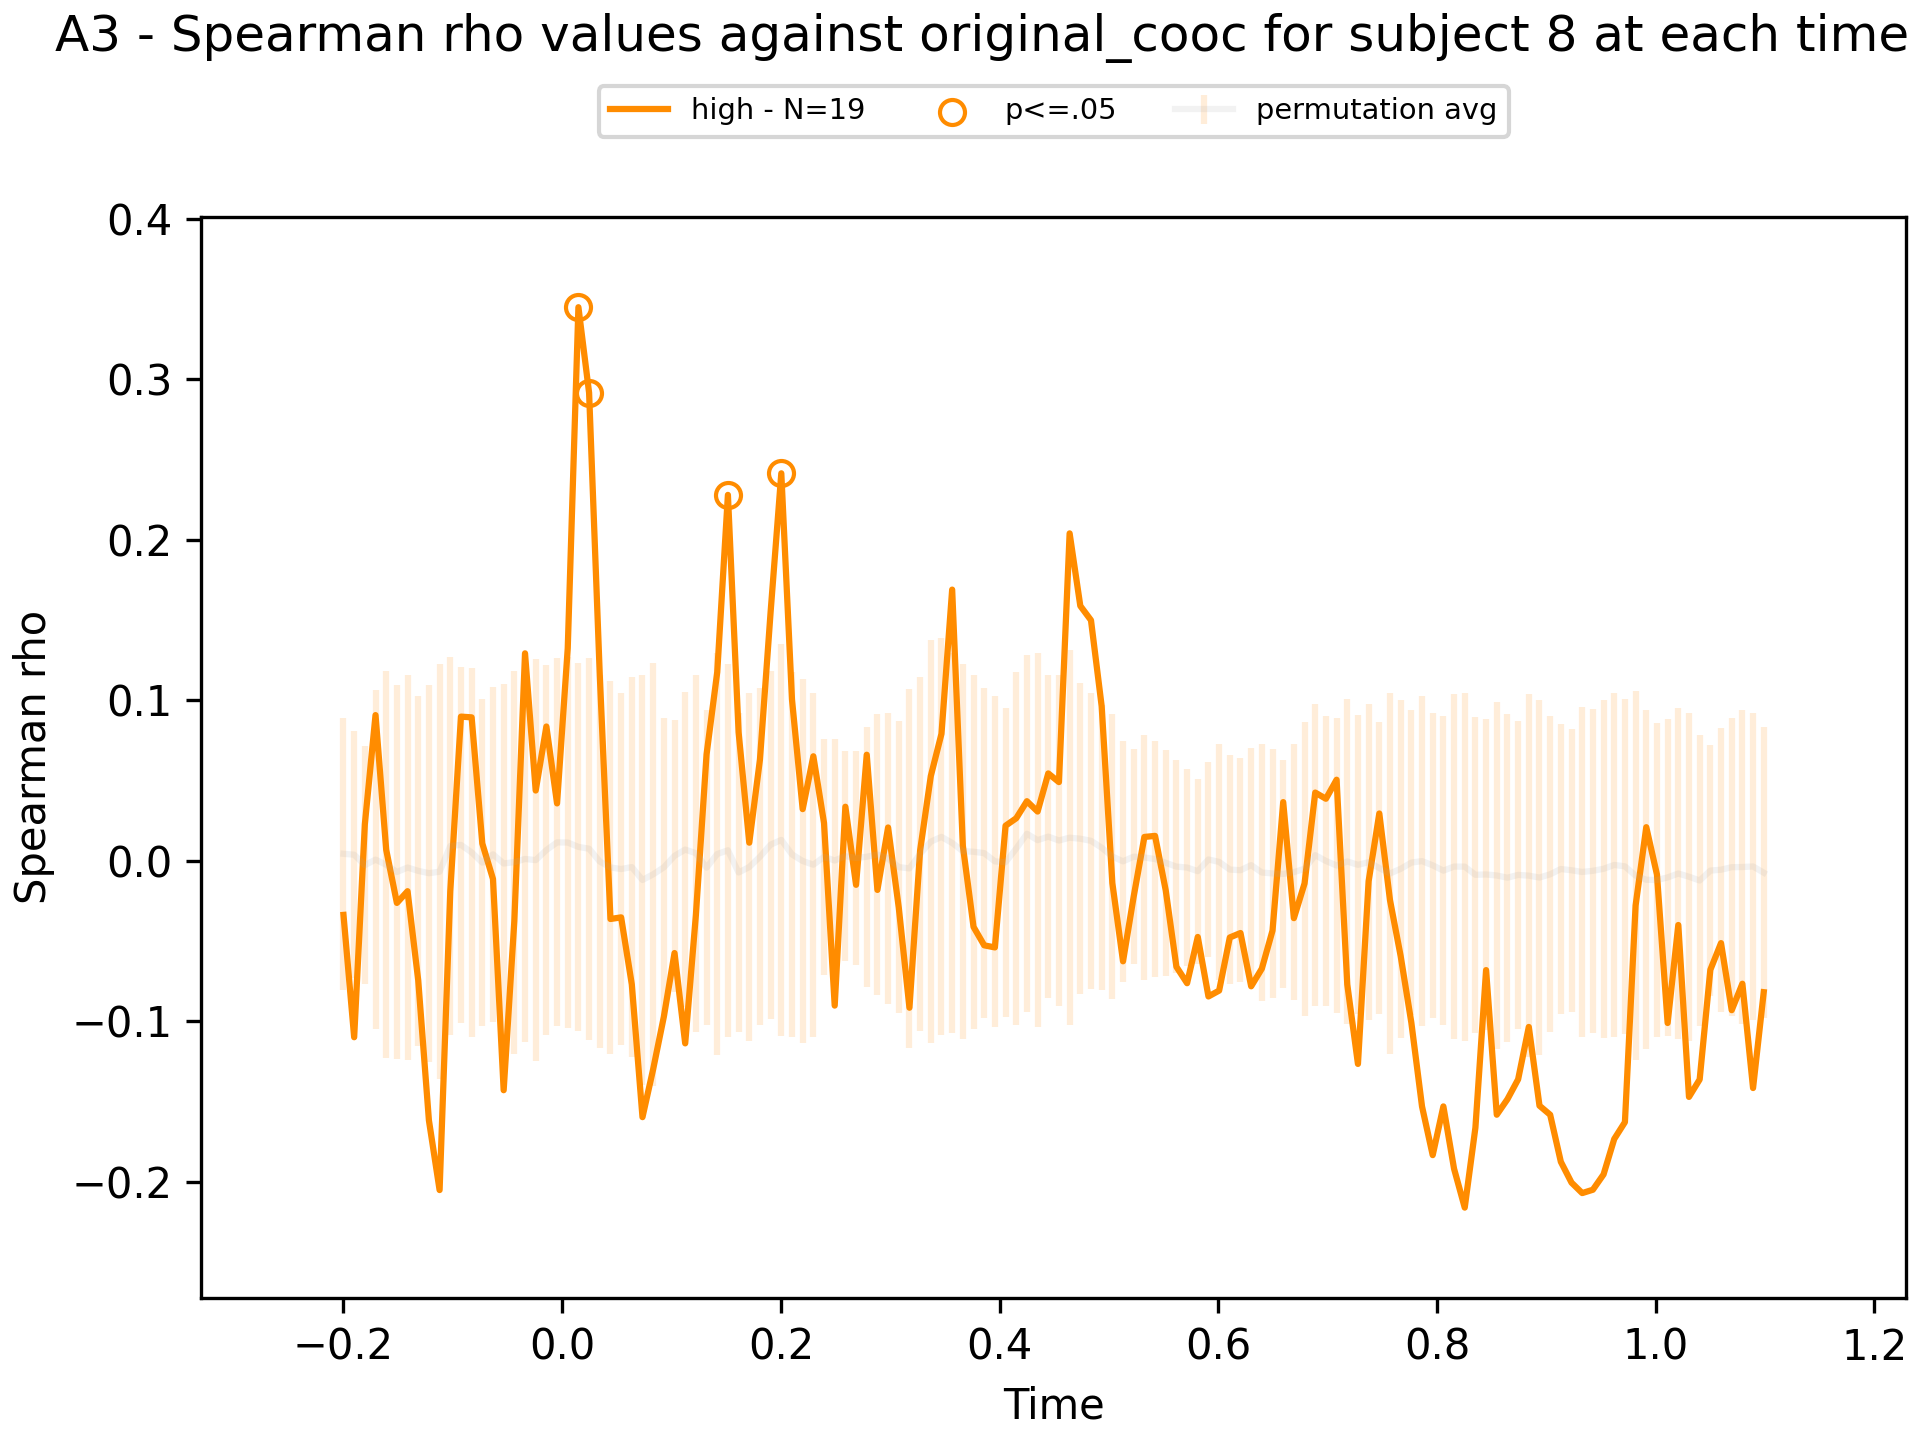 A3 - Spearman rho values against original_cooc for subject 8 at each time
high - N=19 p<=.05 permutation avg
0.4
0.3
0.2
0.1
0.0
−0.1
−0.2
Spearman rho
−0.2 0.0 0.2 0.4 0.6 0.8 1.0 1.2
Time